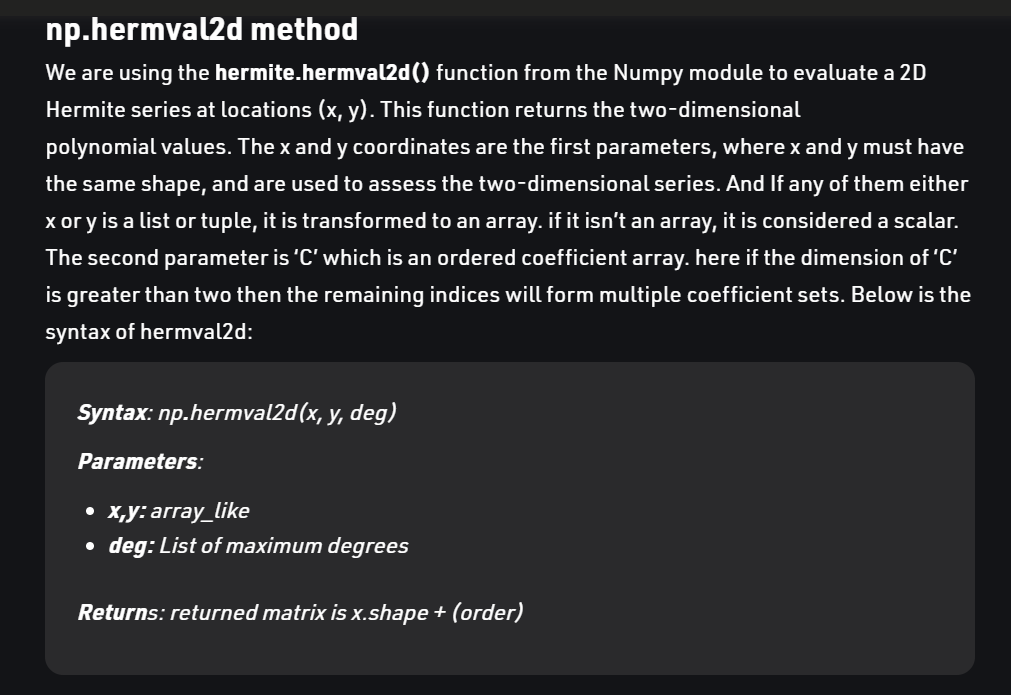 np.hermval2d method
We are using the hermite.hermval2d() function from the Numpy module to evaluate a 2D
Hermite series at locations (x, y). This function returns the two-dimensional
polynomial values. The x and y coordinates are the first parameters, where x and y must have
the same shape, and are used to assess the two-dimensional series. And If any of them either
x or y is a list or tuple, it is transformed to an array. if it isn’t an array, it is considered a scalar.
The second parameter is ‘C’ which is an ordered coefficient array. here if the dimension of ‘C’
is greater than two then the remaining indices will form multiple coefficient sets. Below is the
syntax of hermval2d:
Syntax: np.hermval2d(x, y, deg)
Parameters:
• x,y: array_like
• deg: List of maximum degrees
Returns: returned matrix is x.shape + (order)